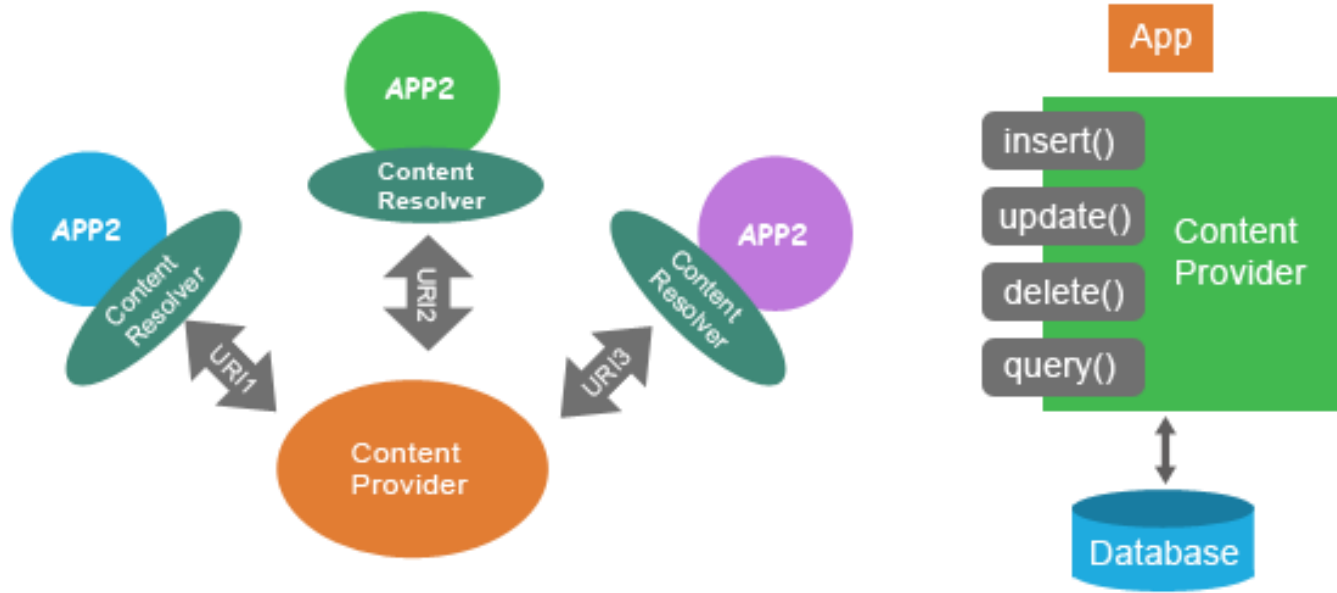 APP2
Content
Resolver
URI1
APP2
Content
Resolver
URI2
APP2
Content
Resolver
URI3
Content
Provider
App
insert()
update()
delete()
query()
Content
Provider
Database